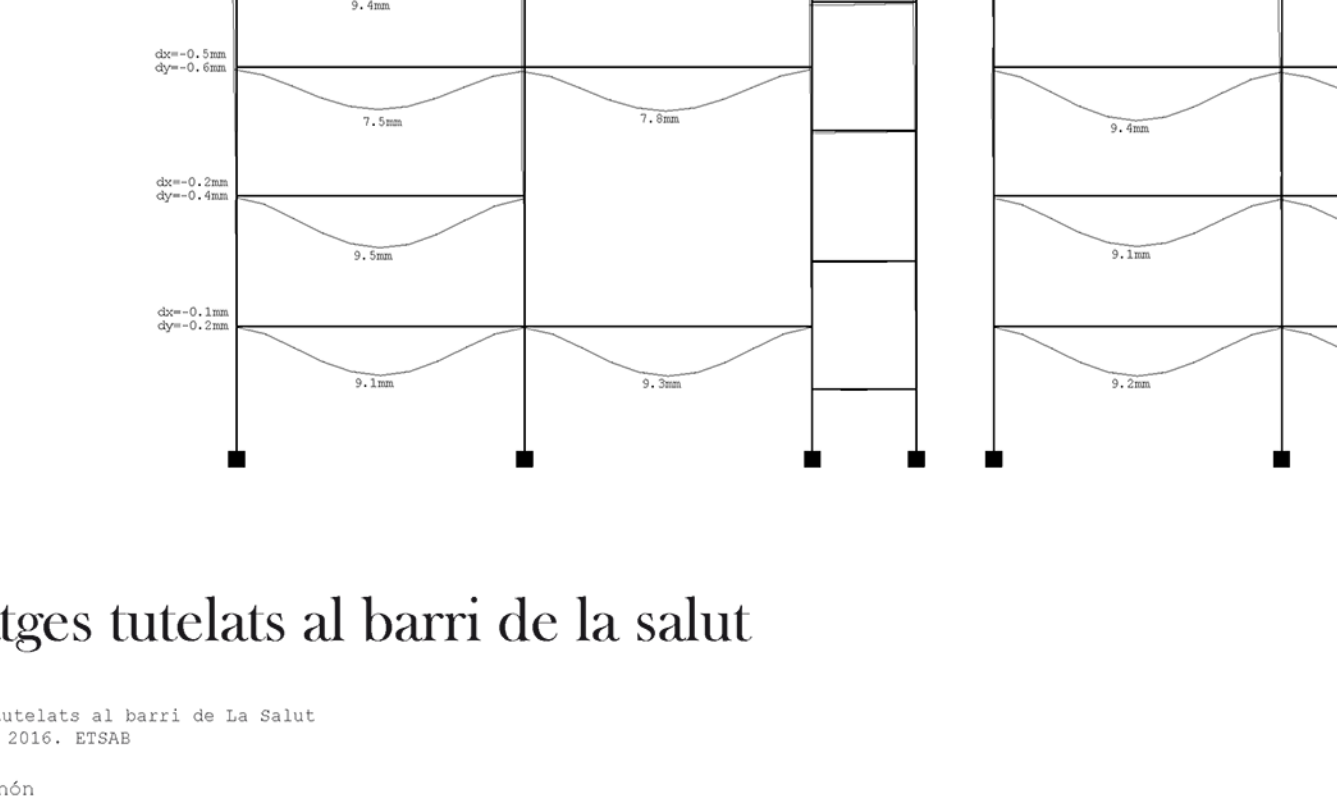 9.4mm
dx=-0.5mm
dy=-0.6mm
7.5mm
7.8mm
9.4mm
dx=-0.2mm
dy=-0.4mm
9.5mm
9.1mm
dx=-0.1mm
dy=-0.2mm
9.1mm
9.3mm
9.2mm
tges tutelats al barri de la salut
utelats al barri de La Salut
2016. ETSAB
món